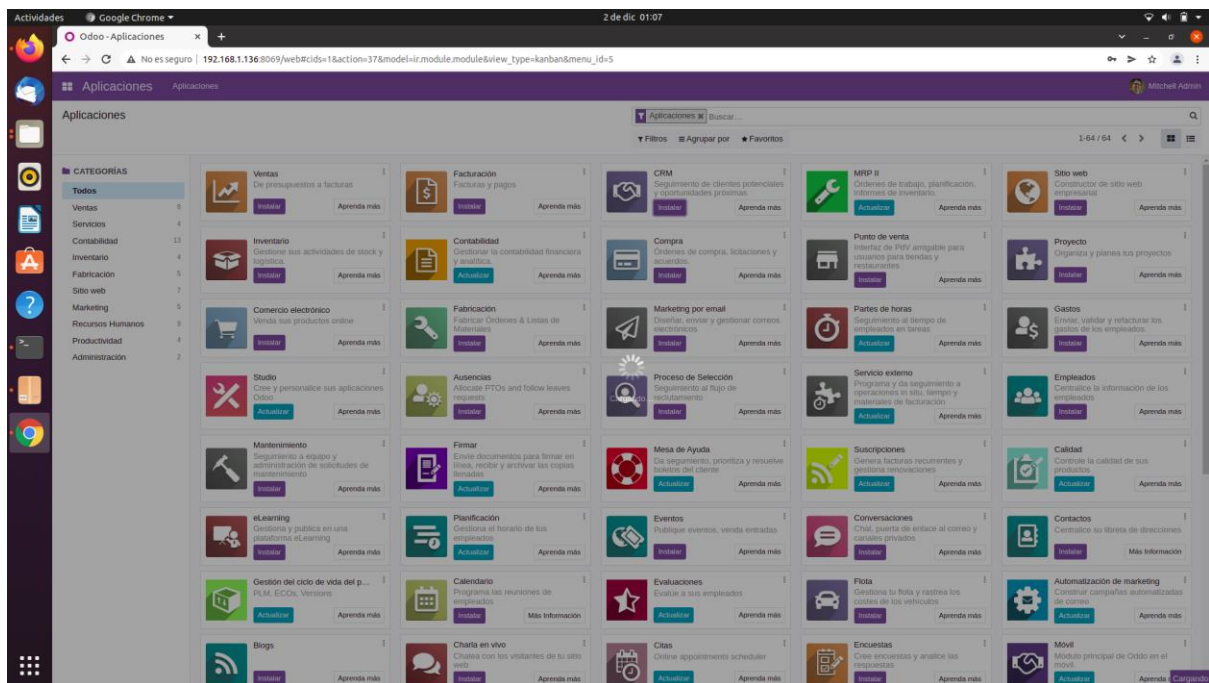 Actividades
Google Chrome
2 de dic 01:07
Odoo - Aplicaciones
No es seguro
192.168.1.136:8069/web#cids=1&action=37&model=ir.module.module&view_type=kanban&menu_id=5
Aplicaciones
Aplicaciones
Mitchell Admin
Aplicaciones
Aplicaciones
Buscar...
Filtros
Agrupar por
Favoritos
1-64 / 64
CATEGORÍAS
Todos
Ventas 8
Servicios 4
Contabilidad 13
Inventario 4
Fabricación 5
Sitio web 7
Marketing 5
Recursos Humanos 9
Productividad 4
Administración 2
Ventas
De presupuestos a facturas
Instalar
Aprenda más
Facturación
Facturas y pagos
Instalar
Aprenda más
CRM
Seguimiento de clientes potenciales
y oportunidades próximas
Instalar
Aprenda más
MRP II
Órdenes de trabajo, planificación,
informes de inventario.
Actualizar
Aprenda más
Sitio web
Constructor de sitio web
empresarial
Instalar
Aprenda más
Inventario
Gestione sus actividades de stock y
logística.
Instalar
Aprenda más
Contabilidad
Gestionar la contabilidad financiera
y analítica.
Actualizar
Aprenda más
Compra
Órdenes de compra, licitaciones y
acuerdos.
Instalar
Aprenda más
Punto de venta
Interfaz de PdV amigable para
usuarios para tiendas y
restaurantes
Instalar
Aprenda más
Proyecto
Organiza y planea tus proyectos
Instalar
Aprenda más
Comercio electrónico
Venda sus productos online
Instalar
Aprenda más
Fabricación
Fabricar Órdenes & Listas de
Materiales
Instalar
Aprenda más
Marketing por email
Diseñar, enviar y gestionar correos
electrónicos
Instalar
Aprenda más
Partes de horas
Seguimiento al tiempo de
empleados en tareas
Actualizar
Aprenda más
Gastos
Enviar, validar y refacturar los
gastos de los empleados.
Instalar
Aprenda más
Studio
Cree y personalice sus aplicaciones
Odoo
Actualizar
Aprenda más
Ausencias
Allocate PTOs and follow leaves
requests
Instalar
Aprenda más
Proceso de Selección
Seguimiento al flujo de
reclutamiento
Instalar
Aprenda más
Servicio externo
Programa y da seguimiento a
operaciones in situ, tiempo y
materiales de facturación
Actualizar
Aprenda más
Empleados
Centralice la información de los
empleados
Instalar
Aprenda más
Mantenimiento
Seguimiento a equipo y
administración de solicitudes de
mantenimiento
Instalar
Aprenda más
Firmar
Envíe documentos para firmar en
línea, recibir y archivar las copias
llenadas
Actualizar
Aprenda más
Mesa de Ayuda
Da seguimiento, prioritiza y resuelve
boletos del cliente
Actualizar
Aprenda más
Suscripciones
Genera facturas recurrentes y
gestiona renovaciones
Actualizar
Aprenda más
Calidad
Controle la calidad de sus
productos
Actualizar
Aprenda más
eLearning
Gestiona y publica en una
plataforma eLearning
Instalar
Aprenda más
Planificación
Gestiona el horario de tus
empleados
Actualizar
Aprenda más
Eventos
Publique eventos, venda entradas
Instalar
Aprenda más
Conversaciones
Chat, puerta de enlace al correo y
canales privados
Instalar
Aprenda más
Contactos
Centralice su libreta de direcciones
Instalar
Más Información
Gestión del ciclo de vida del p...
PLM, ECOs, Versions
Actualizar
Aprenda más
Calendario
Programa las reuniones de
empleados
Instalar
Más Información
Evaluaciones
Evalúe a sus empleados
Actualizar
Aprenda más
Flota
Gestiona tu flota y rastrea los
costes de los vehículos
Instalar
Aprenda más
Automatización de marketing
Construir campañas automatizadas
de correo
Actualizar
Aprenda más
Blogs
Instalar
Aprenda más
Charla en vivo
Chatea con los visitantes de tu sitio
web
Instalar
Aprenda más
Citas
Online appointments scheduler
Actualizar
Aprenda más
Encuestas
Cree encuestas y analice las
respuestas
Instalar
Aprenda más
Móvil
Módulo principal de Oddo en el
móvil
Actualizar
Aprenda
Cargando